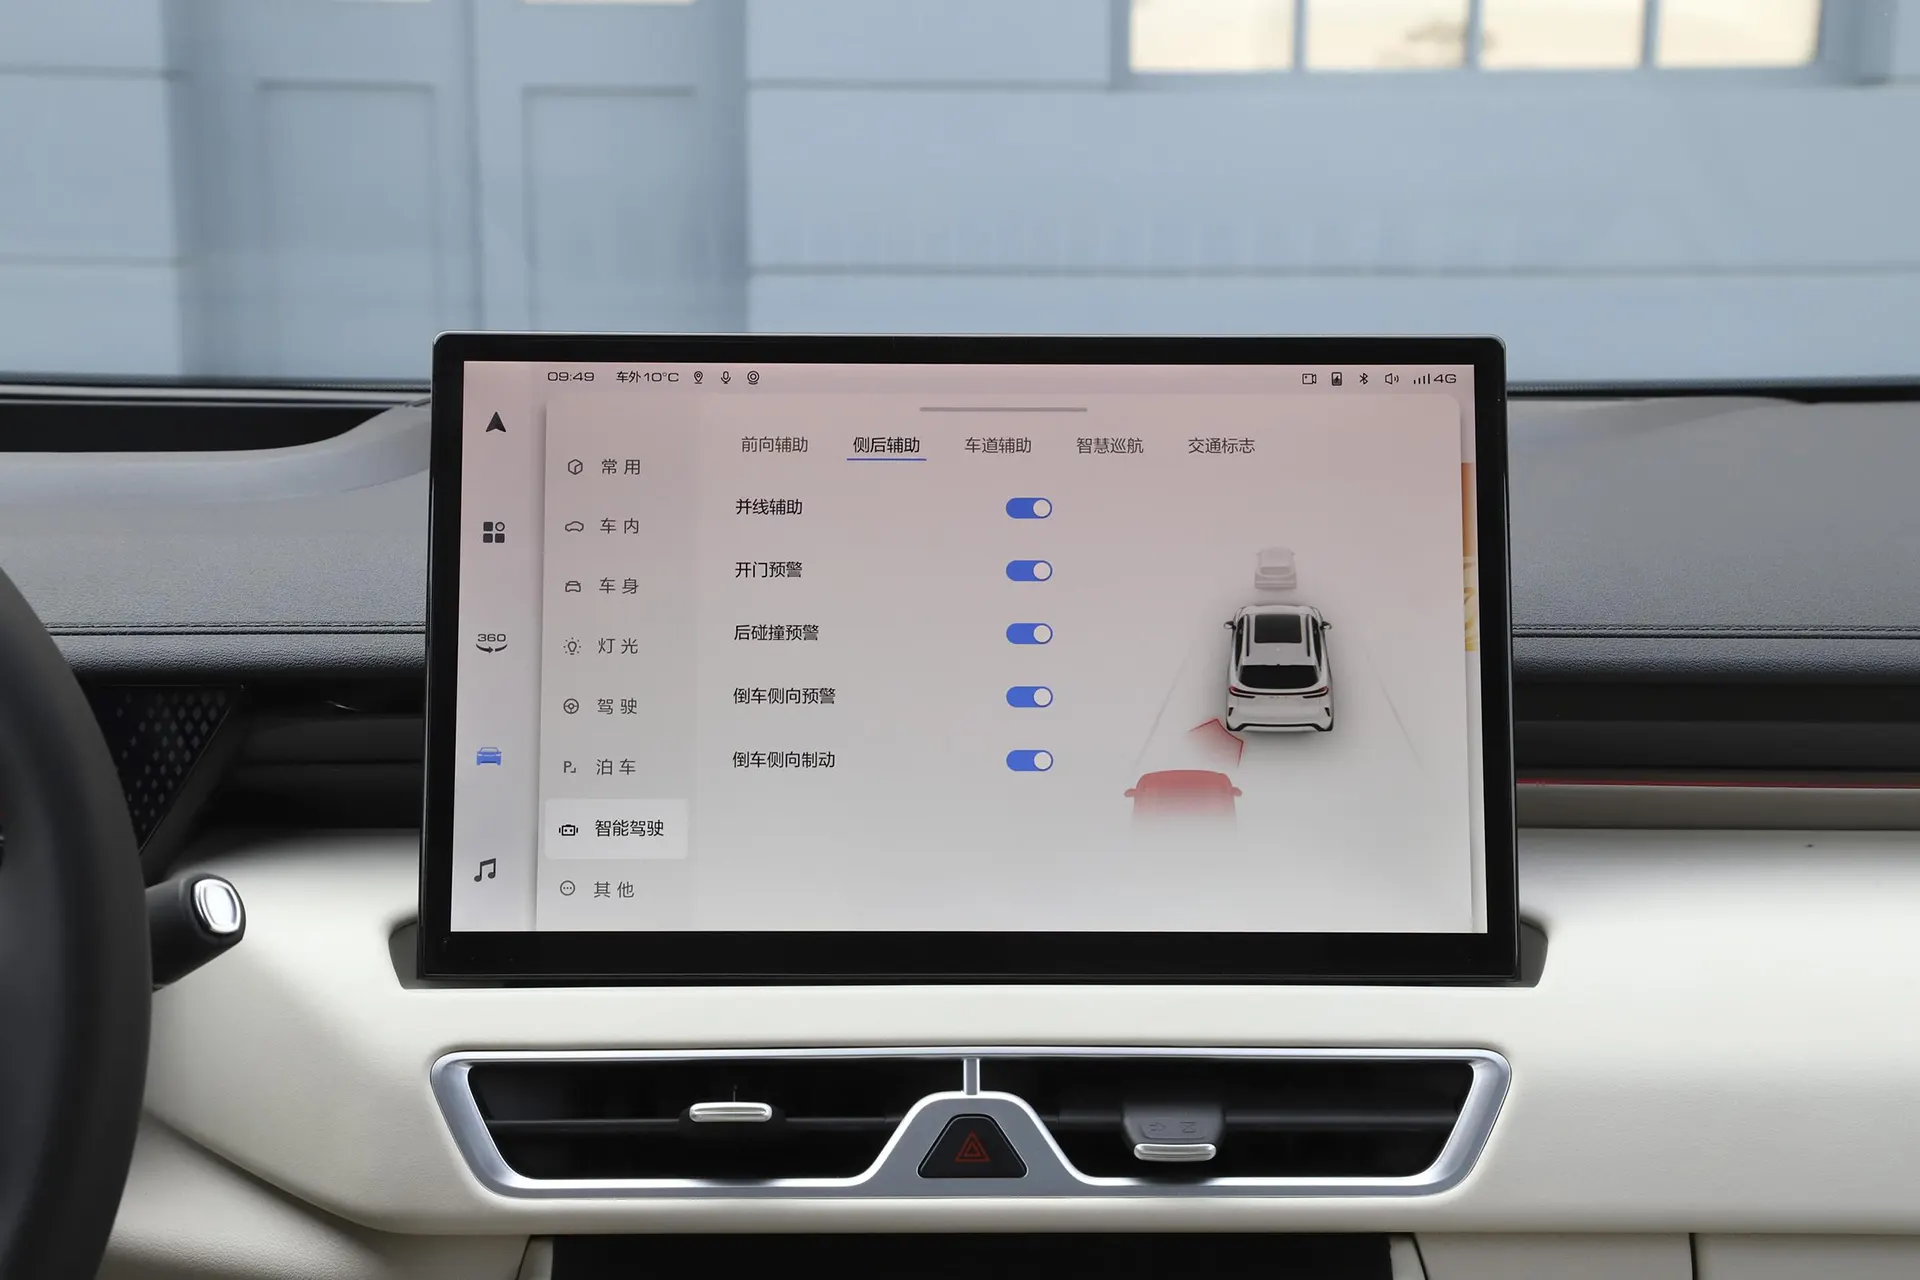 09:49 车外10°C
4G
前向辅助 侧后辅助 车道辅助 智慧巡航 交通标志
常用
车内
车身
灯光
驾驶
泊车
智能驾驶
其他
360
并线辅助
开门预警
后碰撞预警
倒车侧向预警
倒车侧向制动